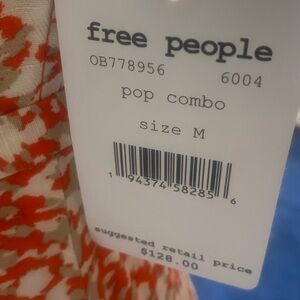 free people
OB778956 6004
pop combo
size M
1 94374 58285 6
suggested retail price
$128.00